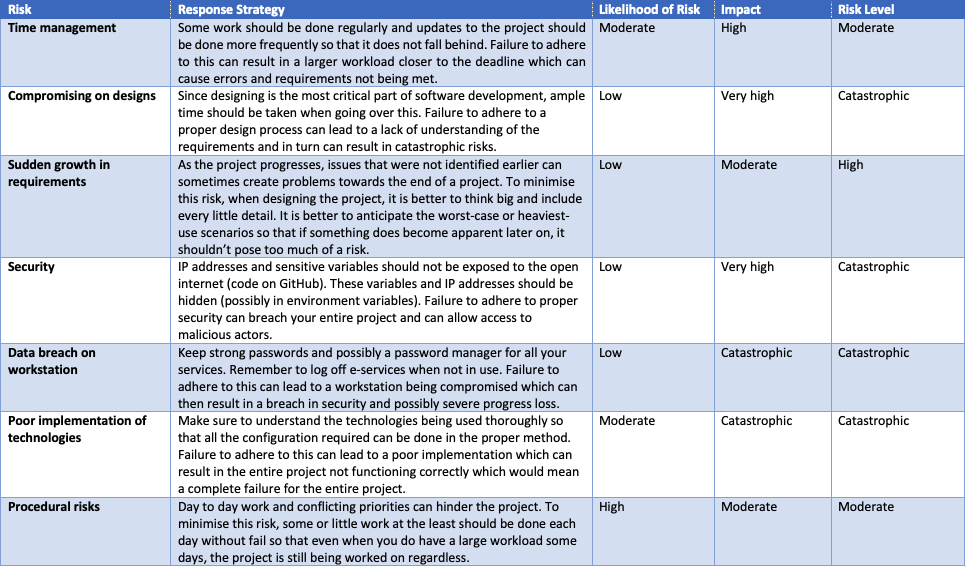 Risk Response Strategy Likelihood of Risk Impact Risk Level
Time management Some work should be done regularly and updates to the project should Moderate High Moderate
be done more frequently so that it does not fall behind. Failure to adhere
to this can result in a larger workload closer to the deadline which can
cause errors and requirements not being met.
Compromising on designs Since designing is the most critical part of software development, ample Low Very high Catastrophic
time should be taken when going over this. Failure to adhere to a
proper design process can lead to a lack of understanding of the
requirements and in turn can result in catastrophic risks.
Sudden growth in As the project progresses, issues that were not identified earlier can Low Moderate High
requirements sometimes create problems towards the end of a project. To minimise
this risk, when designing the project, it is better to think big and include
every little detail. It is better to anticipate the worst-case or heaviest-
use scenarios so that if something does become apparent later on, it
shouldn't pose too much of a risk.
Security IP addresses and sensitive variables should not be exposed to the open Low Very high Catastrophic
internet (code on GitHub). These variables and IP addresses should be
hidden (possibly in environment variables). Failure to adhere to proper
security can breach your entire project and can allow access to
malicious actors.
Data breach on Keep strong passwords and possibly a password manager for all your Low Catastrophic Catastrophic
workstation services. Remember to log off e-services when not in use. Failure to
adhere to this can lead to a workstation being compromised which can
then result in a breach in security and possibly severe progress loss.
Poor implementation of Make sure to understand the technologies being used thoroughly so Moderate Catastrophic Catastrophic
technologies that all the configuration required can be done in the proper method.
Failure to adhere to this can lead to a poor implementation which can
result in the entire project not functioning correctly which would mean
a complete failure for the entire project.
Procedural risks Day to day work and conflicting priorities can hinder the project. To High Moderate Moderate
minimise this risk, some or little work at the least should be done each
day without fail so that even when you do have a large workload some
days, the project is still being worked on regardless.